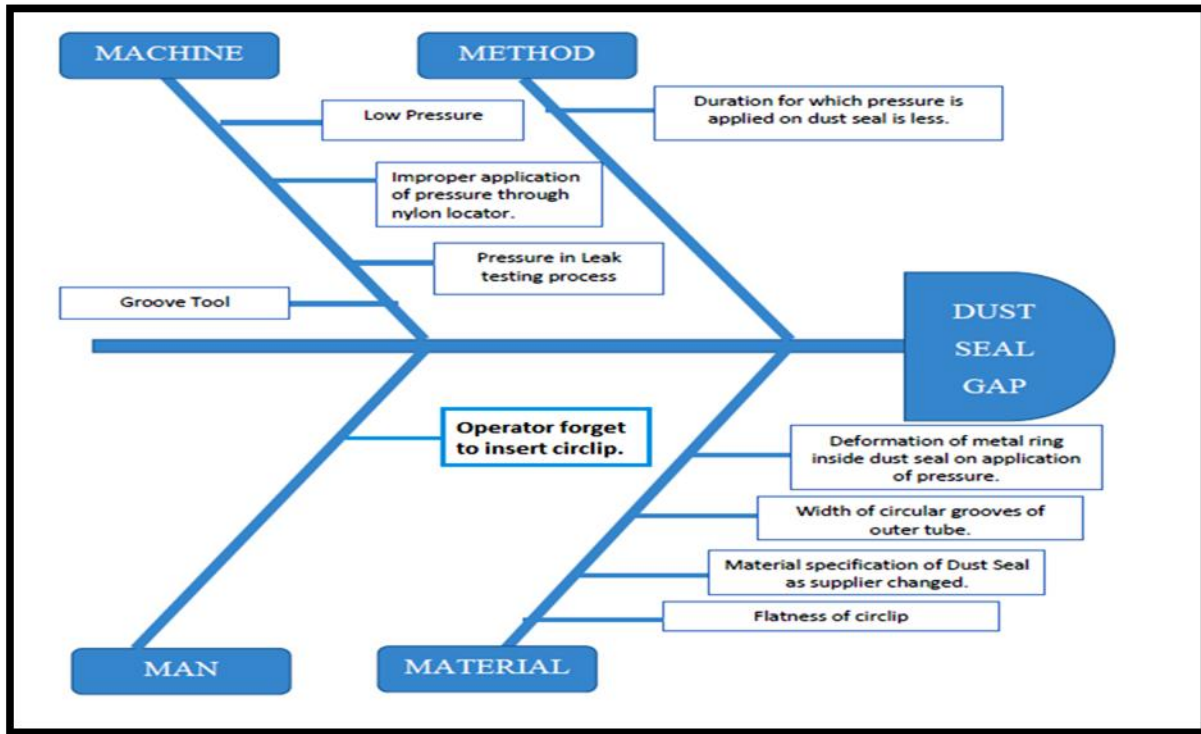 MACHINE
METHOD
Low Pressure
Duration for which pressure is
applied on dust seal is less.
Improper application
of pressure through
nylon locator.
Pressure in Leak
testing process
Groove Tool
DUST
SEAL
GAP
Operator forget
to insert circlip.
Deformation of metal ring
inside dust seal on application
of pressure.
Width of circular grooves of
outer tube.
Material specification of Dust Seal
as supplier changed.
Flatness of circlip
MAN
MATERIAL